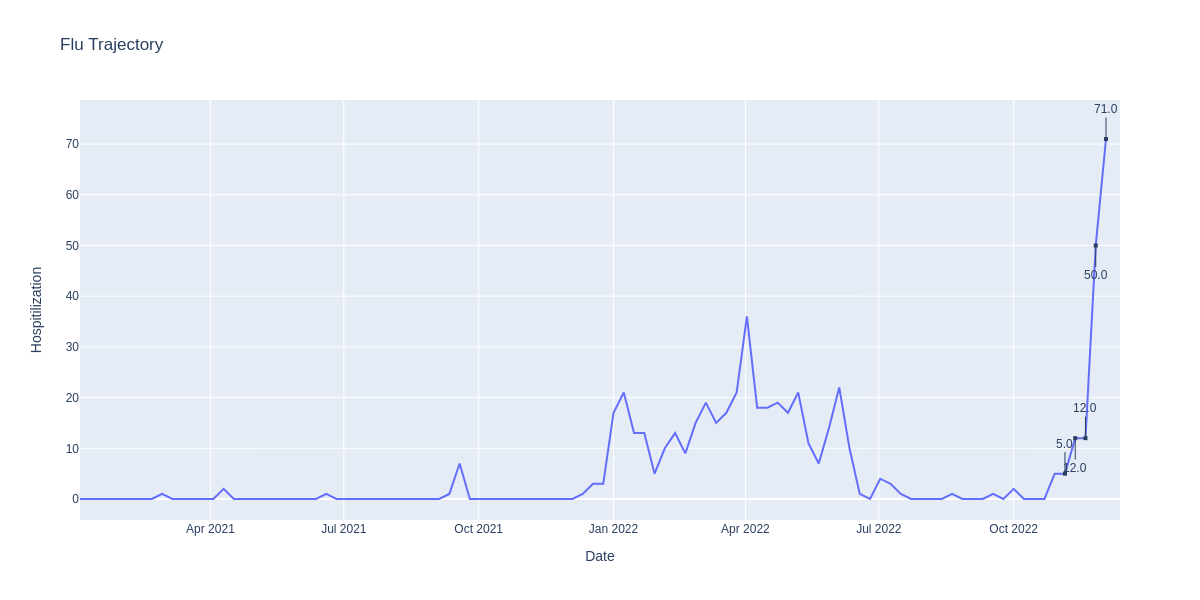 Flu Trajectory
71.0
70
60
50
50.0
40
30
20
12.0
10
5.0
12.0
0
Apr 2021
Jul 2021
Oct 2021
Jan 2022
Apr 2022
Jul 2022
Oct 2022
Date
Hospitilization